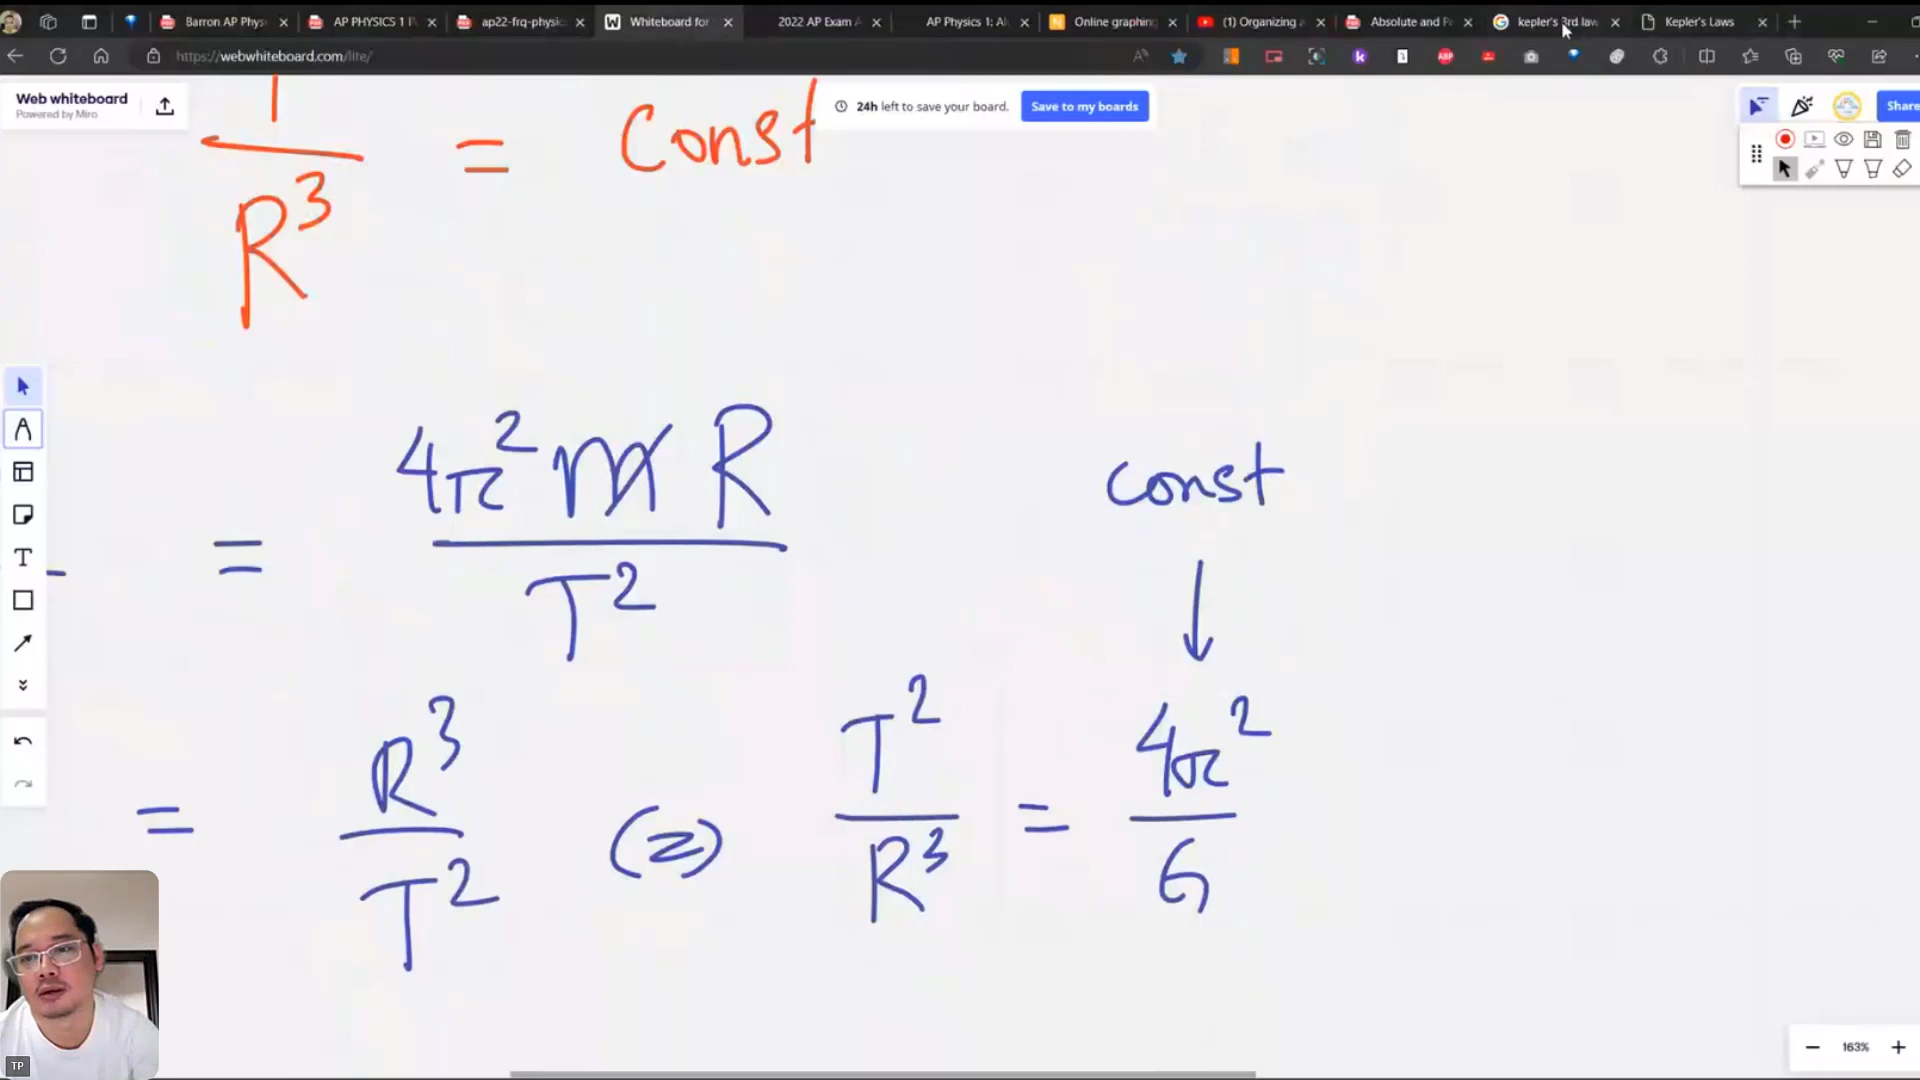 Barron AP Phys
AP PHYSICS 1
ap22-frq-physic
Whiteboard for
2022 AP Exam
AP Physics 1:
Online graphing
(1) Organizing
Absolute and
kepler's 3rd law
Kepler's Laws
https://webwhiteboard.com/lite/
Web whiteboard
Powered by Miro
24h left to save your board.
Save to my boards
Share
1
R³
= Const
= 4π² m R
T²
const
↓
= R³
T²
(=)
T²
R³
= 4π²
G
TP
163%